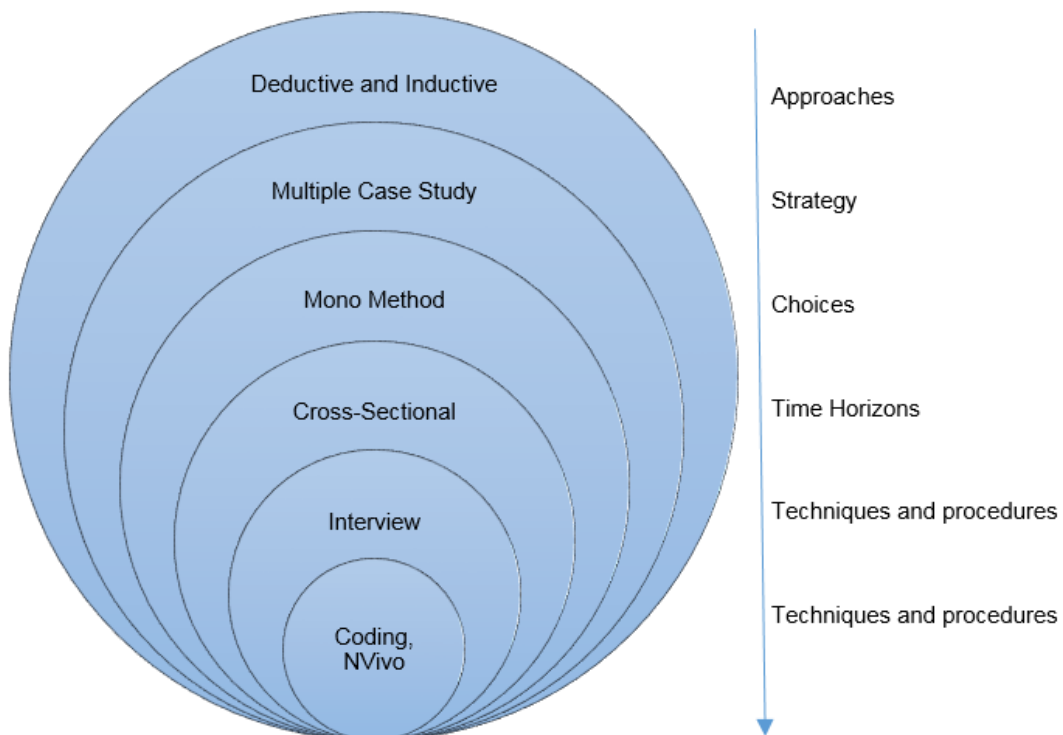 Deductive and Inductive
Approaches
Multiple Case Study
Strategy
Mono Method
Choices
Cross-Sectional
Time Horizons
Interview
Techniques and procedures
Coding,
NVivo
Techniques and procedures